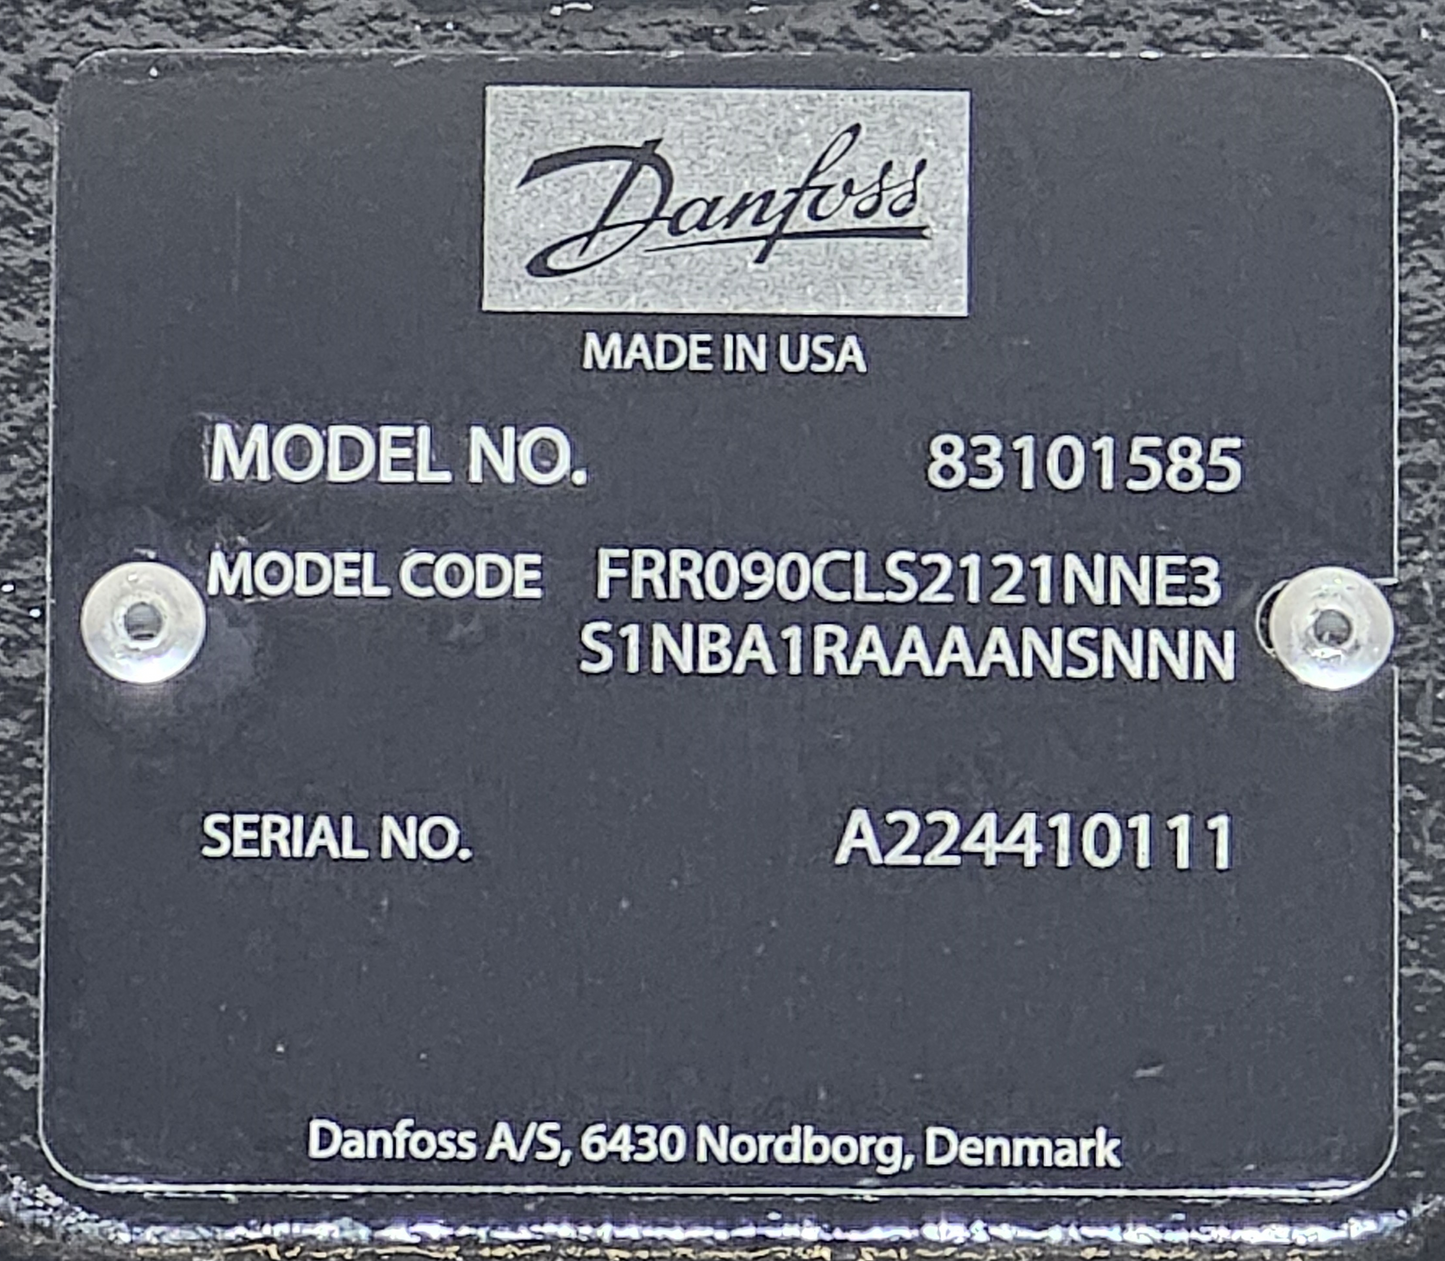 Danfoss
MADE IN USA
MODEL NO. 83101585
MODEL CODE FRR090CLS2121NNE3
S1NBA1RAAAANSNNN
SERIAL NO. A224410111
Danfoss A/S, 6430 Nordborg, Denmark